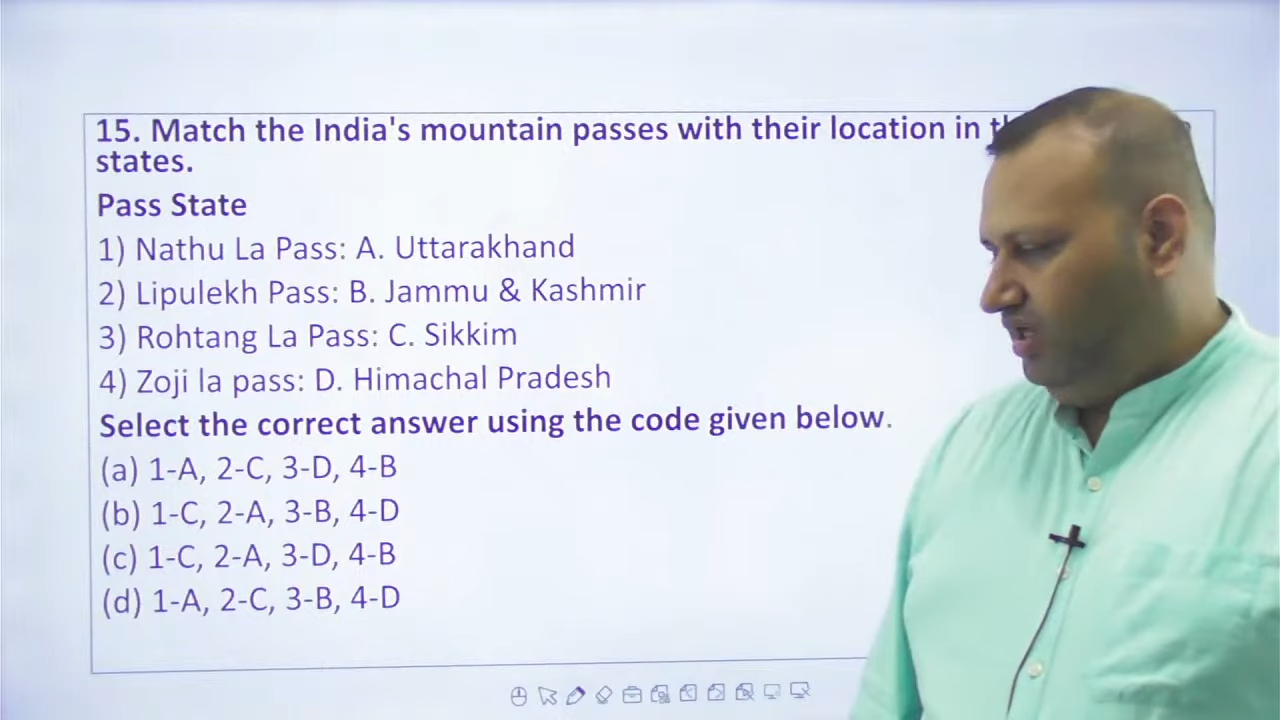 15. Match the India's mountain passes with their location in
states.
Pass State
1) Nathu La Pass: A. Uttarakhand
2) Lipulekh Pass: B. Jammu & Kashmir
3) Rohtang La Pass: C. Sikkim
4) Zoji la pass: D. Himachal Pradesh
Select the correct answer using the code given below.
(a) 1-A, 2-C, 3-D, 4-B
(b) 1-C, 2-A, 3-B, 4-D
(c) 1-C, 2-A, 3-D, 4-B
(d) 1-A, 2-C, 3-B, 4-D